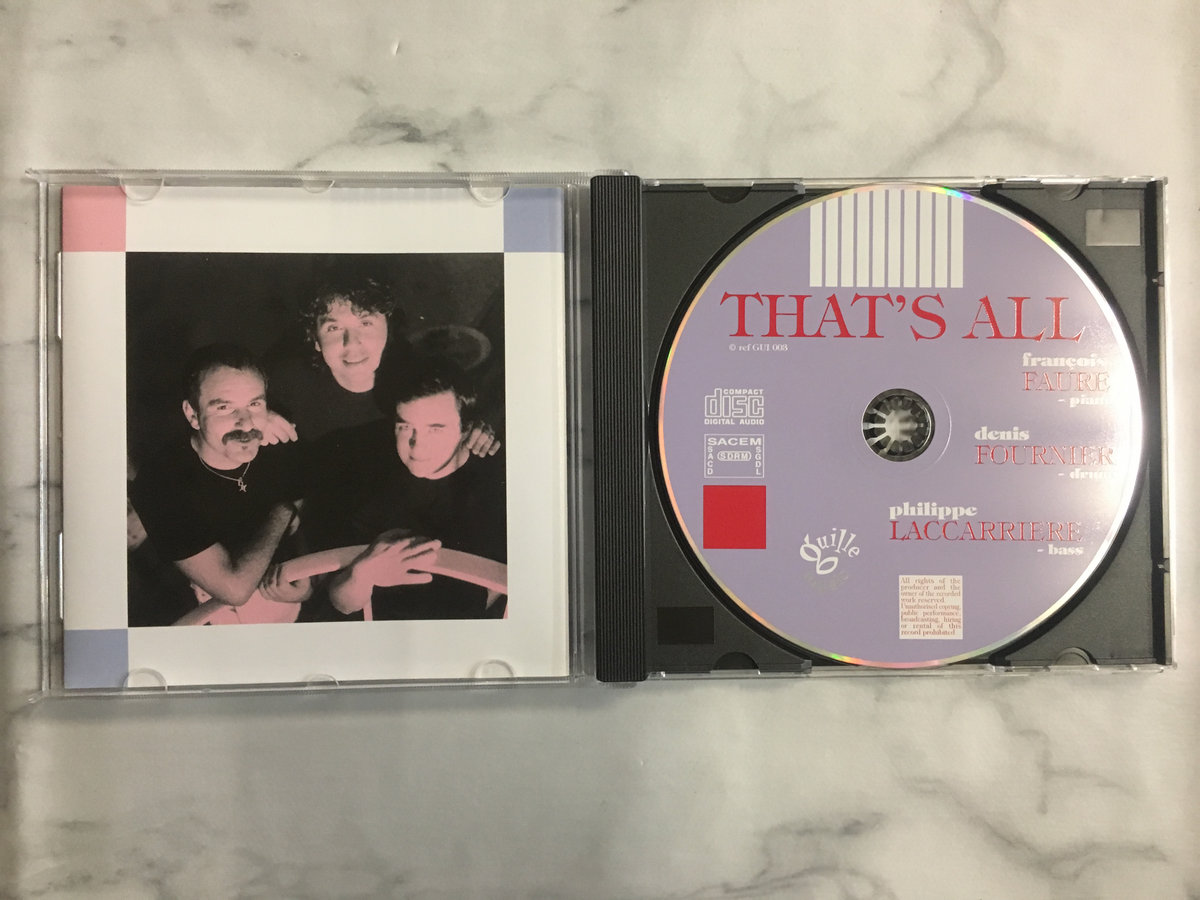 THAT'S ALL
© ref GUI 008
françois
FAURE
- piano
COMPACT
disc
DIGITAL AUDIO
denis
FOURNIER
- drums
SACEM
SACD
SDRM
SGDL
philippe
LACCARRIERE
- bass
guille
All rights of the
producer and the
owner of the recorded
work reserved.
Unauthorised copying,
public performance,
broadcasting, hiring
or rental of this
record prohibited